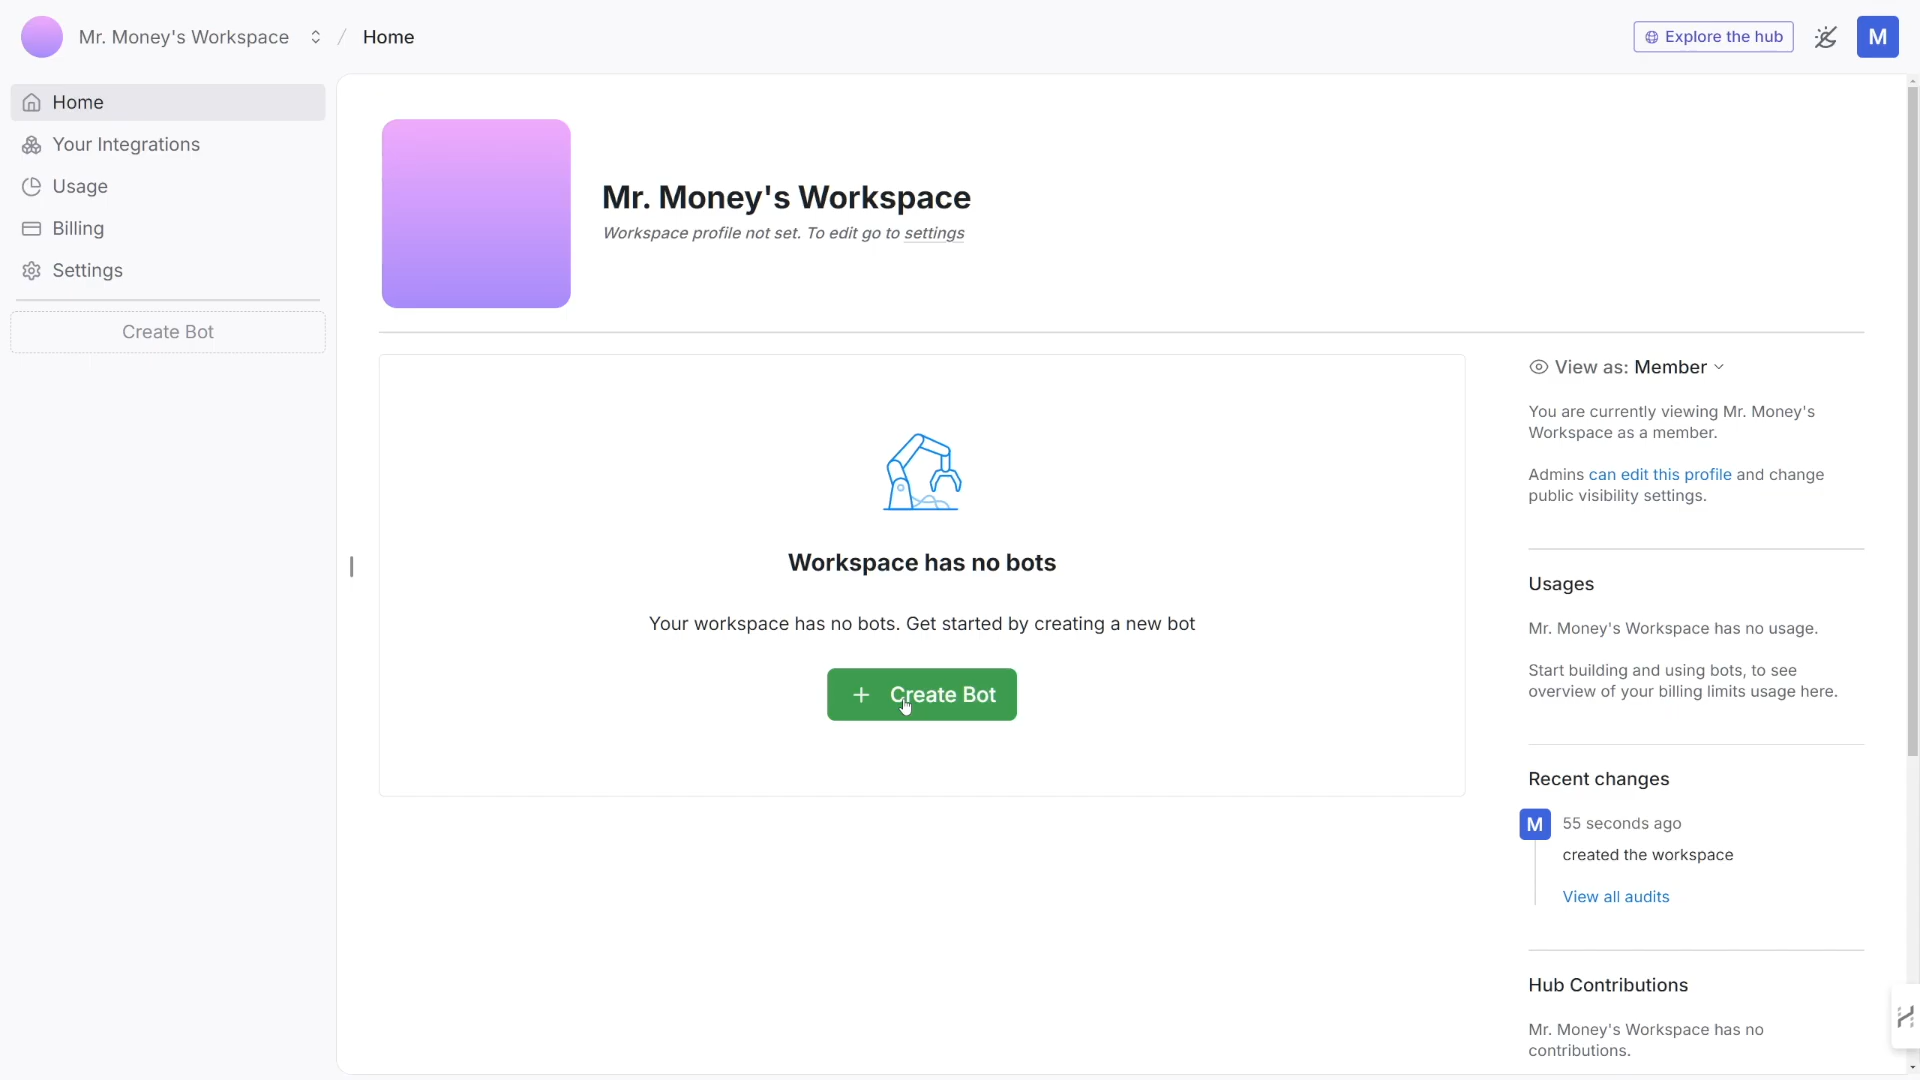 Mr. Money's Workspace / Home
Explore the hub
M
Home
Your Integrations
Usage
Billing
Settings
Create Bot
Mr. Money's Workspace
Workspace profile not set. To edit go to settings
Workspace has no bots
Your workspace has no bots. Get started by creating a new bot
+ Create Bot
View as: Member
You are currently viewing Mr. Money's
Workspace as a member.
Admins can edit this profile and change
public visibility settings.
Usages
Mr. Money's Workspace has no usage.
Start building and using bots, to see
overview of your billing limits usage here.
Recent changes
M
55 seconds ago
created the workspace
View all audits
Hub Contributions
Mr. Money's Workspace has no
contributions.